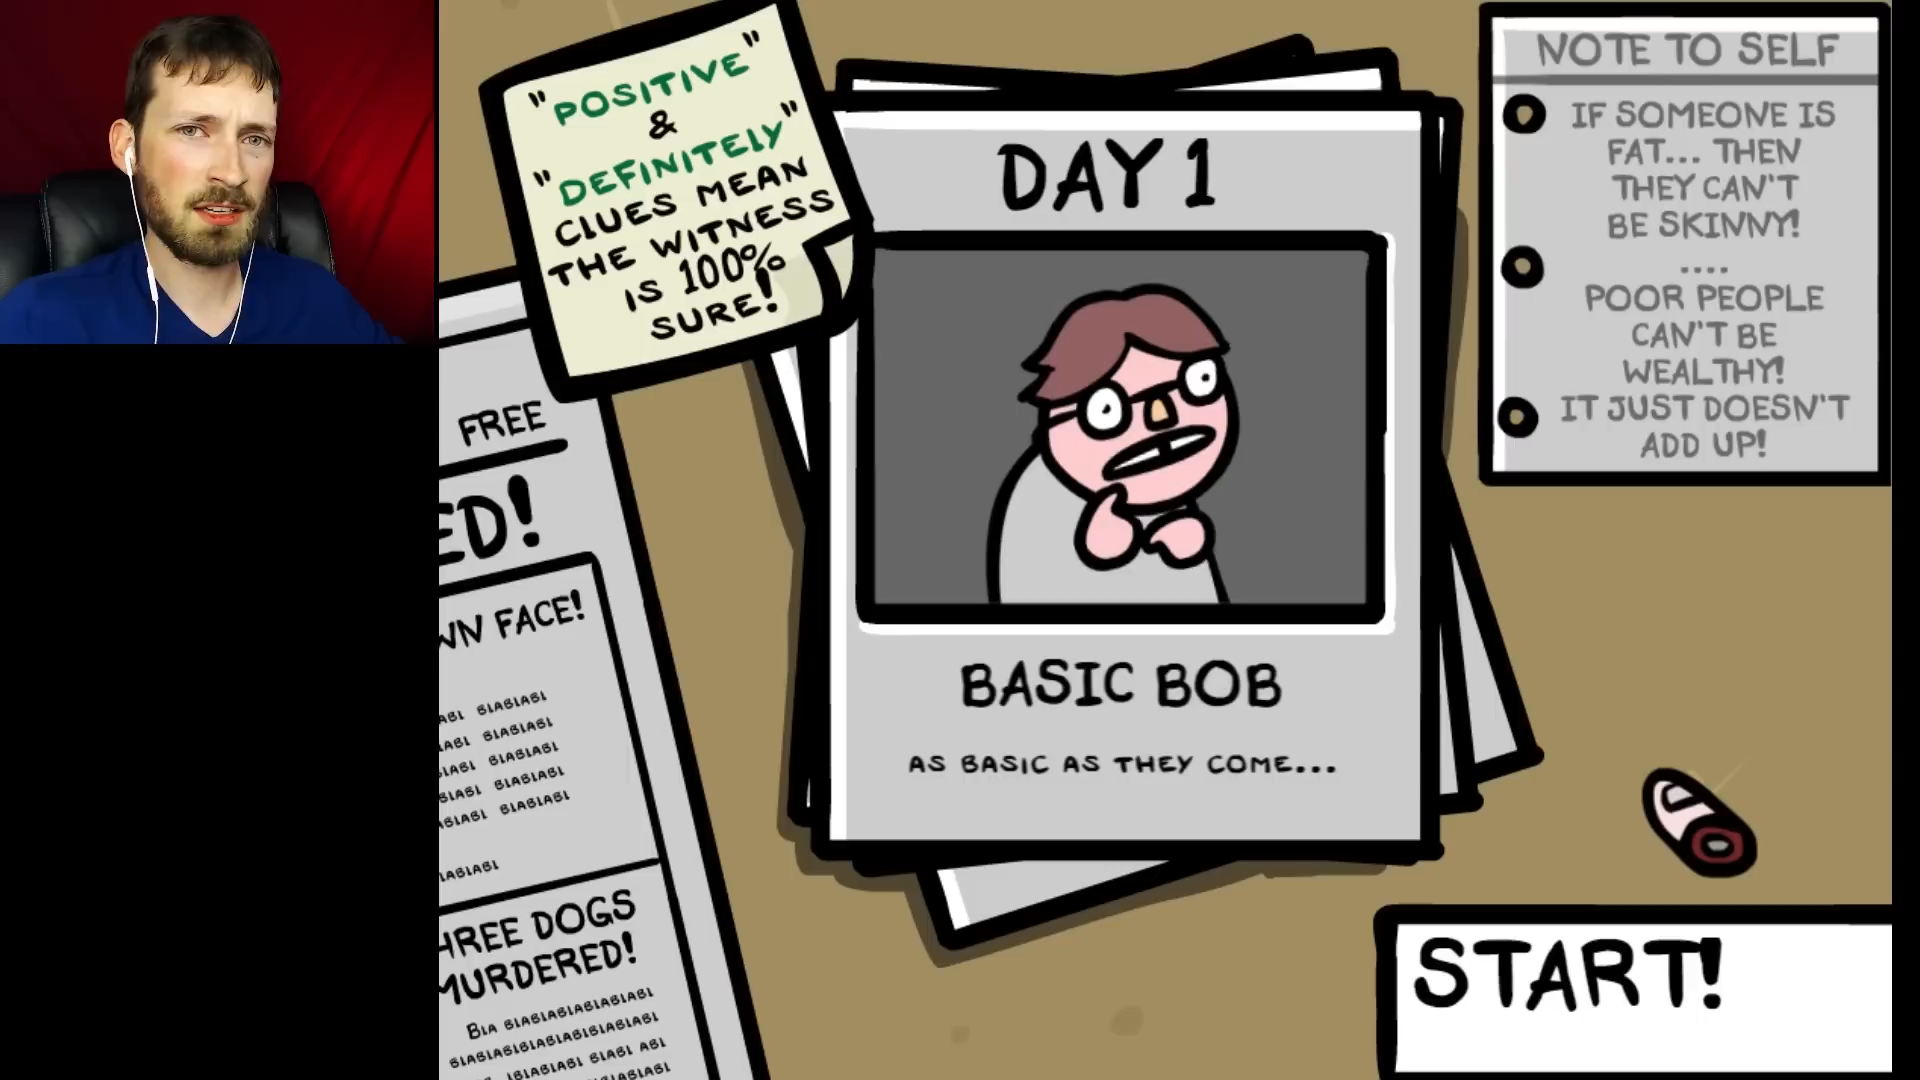 "POSITIVE"
&
"DEFINITELY"
CLUES MEAN
THE WITNESS
IS 100%
SURE!
DAY 1
BASIC BOB
AS BASIC AS THEY COME...
NOTE TO SELF
IF SOMEONE IS
FAT... THEN
THEY CAN'T
BE SKINNY!
....
POOR PEOPLE
CAN'T BE
WEALTHY!
IT JUST DOESN'T
ADD UP!
FREE
ED!
WN FACE!
HREE DOGS
MURDERED!
START!